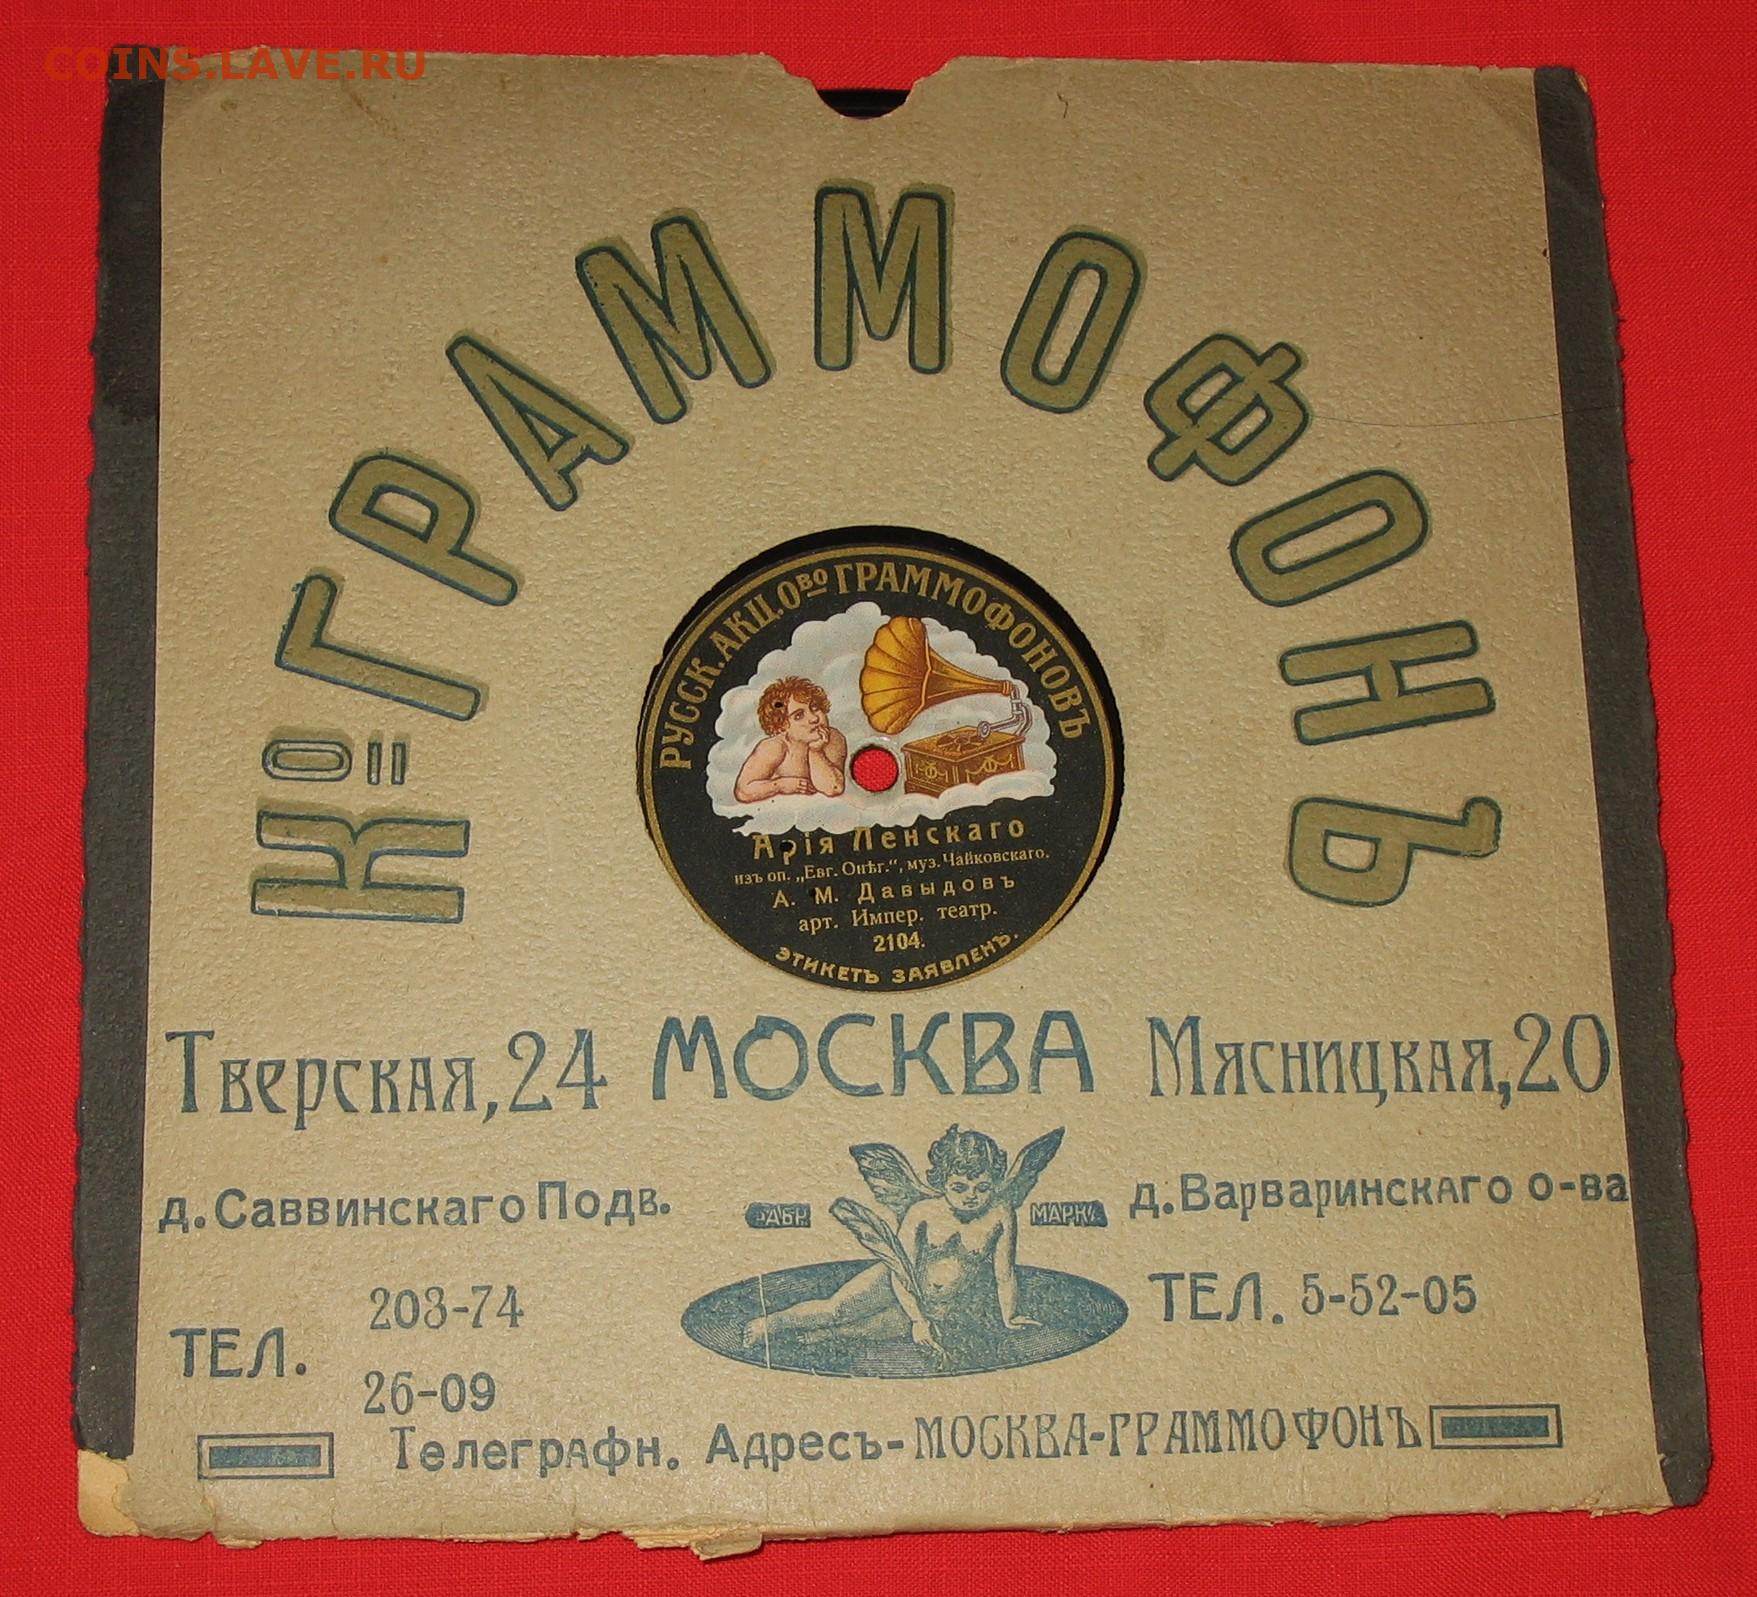 COINS.LAVE.RU
К⁰ ГРАММОФОНЪ
РУССК. АКЦ. Ово ГРАММОФОНОВЪ
Арія Ленскаго
изъ оп. „Евг. Онѣг.“, муз. Чайковскаго.
А. М. Давыдовъ
арт. Импер. театр.
2104.
ЭТИКЕТЪ ЗАЯВЛЕНЪ.
Тверская, 24 МОСКВА Мясницкая, 20
д. Саввинскаго Подв. ФАБР. МАРКА д. Варваринскаго о-ва
ТЕЛ. 203-74 ТЕЛ. 5-52-05
26-09
Телеграфн. Адресъ-МОСКВА-ГРАММОФОНЪ